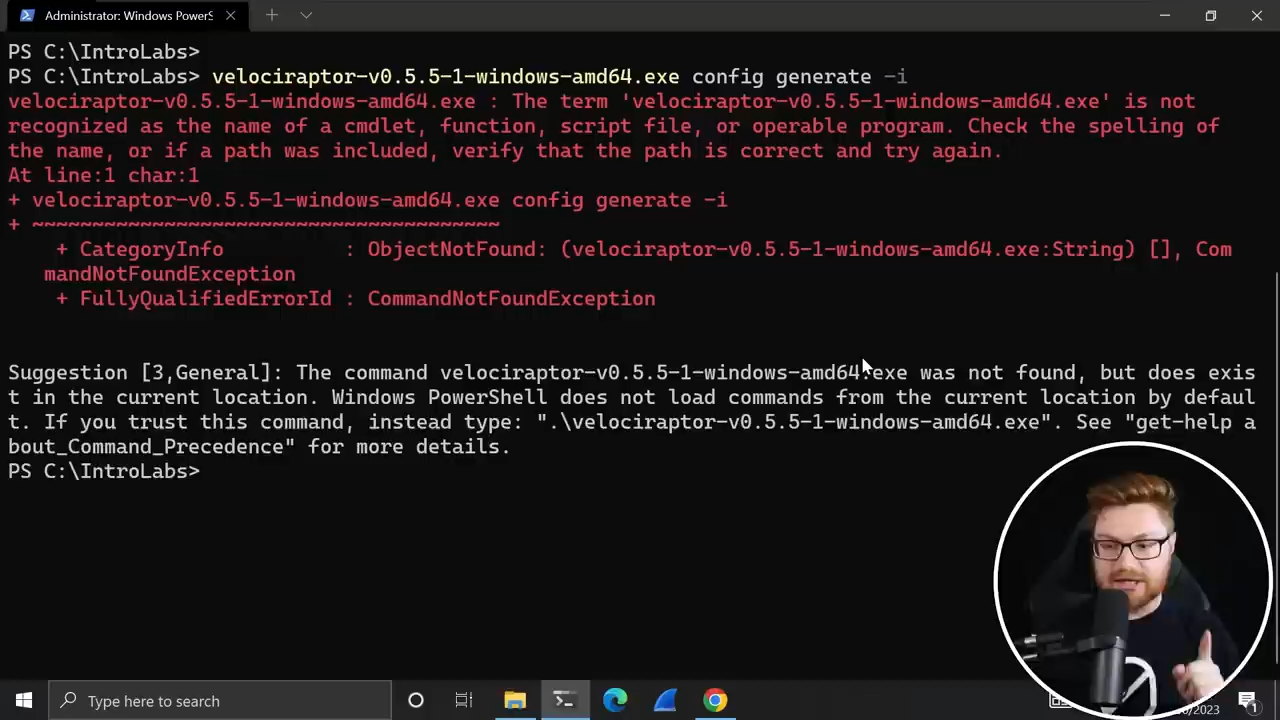 Administrator: Windows PowerS
PS C:\IntroLabs>
PS C:\IntroLabs> velociraptor-v0.5.5-1-windows-amd64.exe config generate -i
velociraptor-v0.5.5-1-windows-amd64.exe : The term 'velociraptor-v0.5.5-1-windows-amd64.exe' is not
recognized as the name of a cmdlet, function, script file, or operable program. Check the spelling of
the name, or if a path was included, verify that the path is correct and try again.
At line:1 char:1
+ velociraptor-v0.5.5-1-windows-amd64.exe config generate -i
+ ~~~~~~~~~~~~~~~~~~~~~~~~~~~~~~~~~~~~~~~
+ CategoryInfo : ObjectNotFound: (velociraptor-v0.5.5-1-windows-amd64.exe:String) [], Com
mandNotFoundException
+ FullyQualifiedErrorId : CommandNotFoundException
Suggestion [3,General]: The command velociraptor-v0.5.5-1-windows-amd64.exe was not found, but does exis
t in the current location. Windows PowerShell does not load commands from the current location by defaul
t. If you trust this command, instead type: ".\velociraptor-v0.5.5-1-windows-amd64.exe". See "get-help a
bout_Command_Precedence" for more details.
PS C:\IntroLabs>
Type here to search